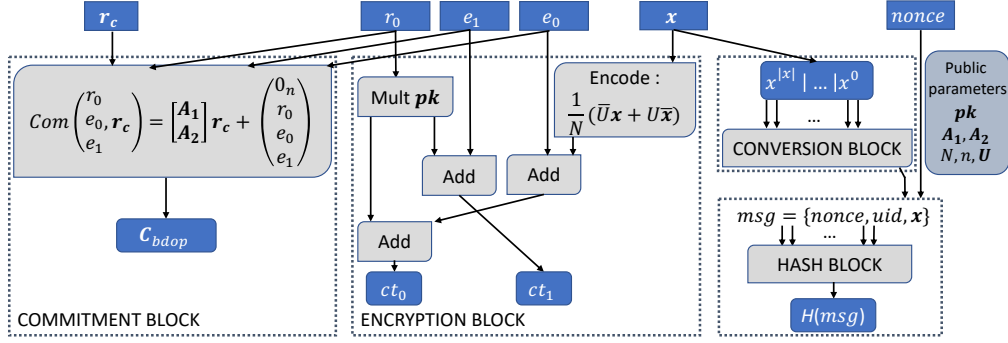 r_c r_0 e_1 e_0 x nonce
Com(r_0 e_0, r_c e_1) = [A_1 A_2] r_c + (0_n r_0 e_0 e_1)
C_bdop
COMMITMENT BLOCK
Mult pk
Encode :
1/N (U̅x + Ux̅)
Add
Add
Add
ct_0
ct_1
ENCRYPTION BLOCK
x^{|x|} | ... |x^0
...
CONVERSION BLOCK
msg = {nonce, uid, x}
...
HASH BLOCK
H(msg)
Public
parameters
pk
A_1, A_2
N, n, U